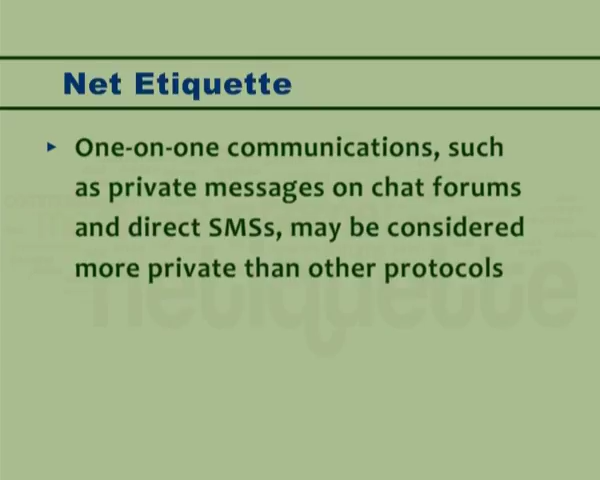 Net Etiquette
▸ One-on-one communications, such
as private messages on chat forums
and direct SMSs, may be considered
more private than other protocols
netiquette